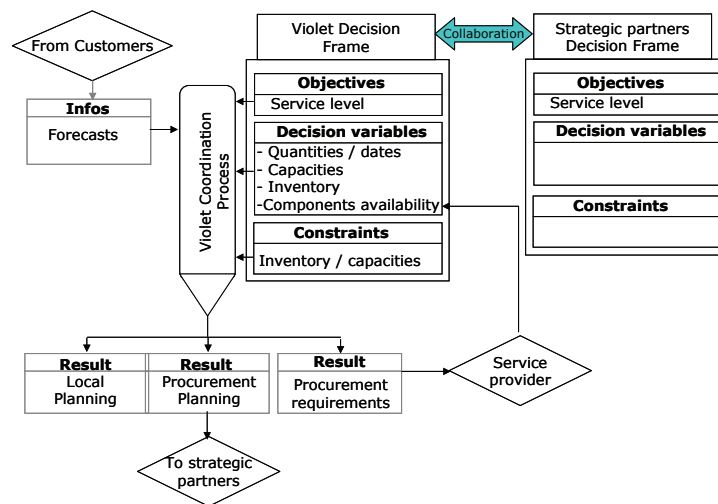 From Customers
Infos
Forecasts
Violet Coordination
Process
Violet Decision
Frame
Collaboration
Strategic partners
Decision Frame
Objectives
Service level
Decision variables
- Quantities / dates
- Capacities
- Inventory
-Components availability
Constraints
Inventory / capacities
Objectives
Service level
Decision variables
Constraints
Result
Local
Planning
Result
Procurement
Planning
Result
Procurement
requirements
Service
provider
To strategic
partners